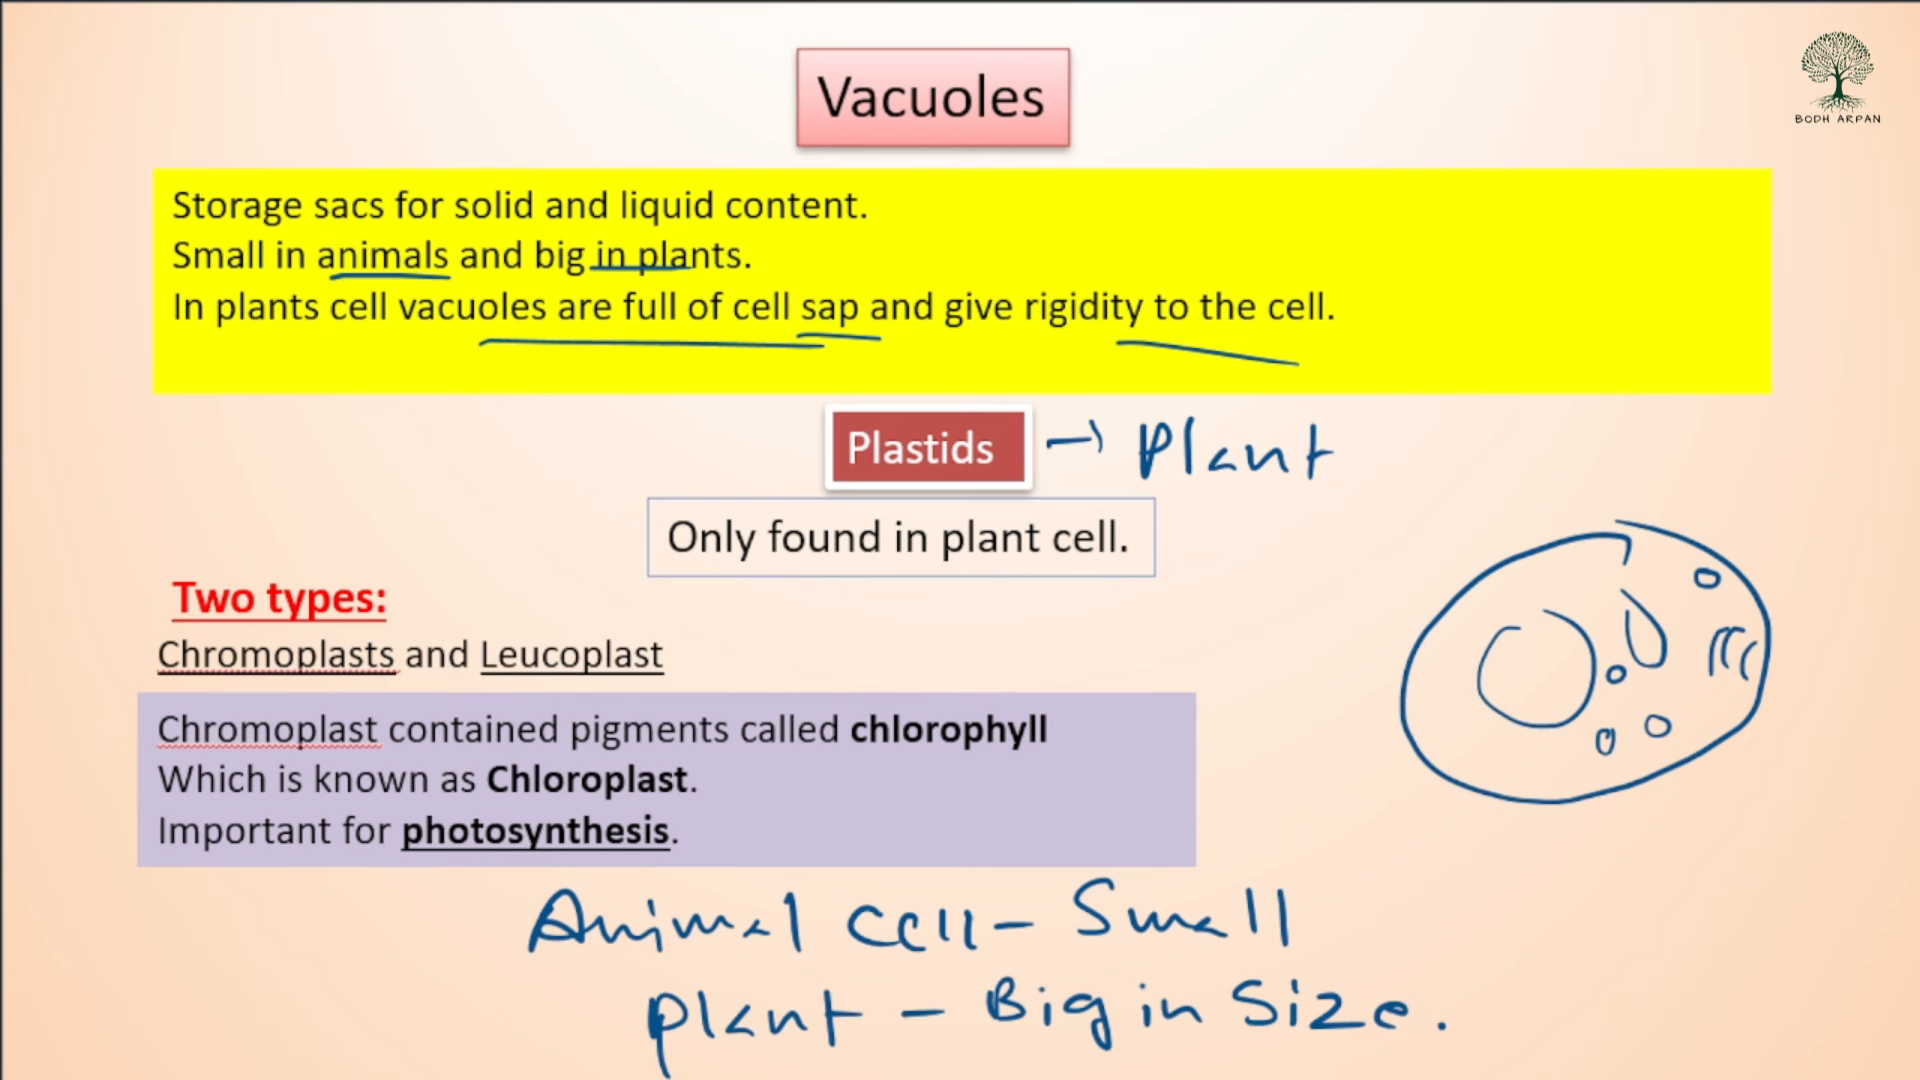 Vacuoles
BODH ARPAN
Storage sacs for solid and liquid content.
Small in animals and big in plants.
In plants cell vacuoles are full of cell sap and give rigidity to the cell.
Plastids → Plant
Only found in plant cell.
Two types:
Chromoplasts and Leucoplast
Chromoplast contained pigments called chlorophyll
Which is known as Chloroplast.
Important for photosynthesis.
Animal Cell - Small
Plant - Big in Size.